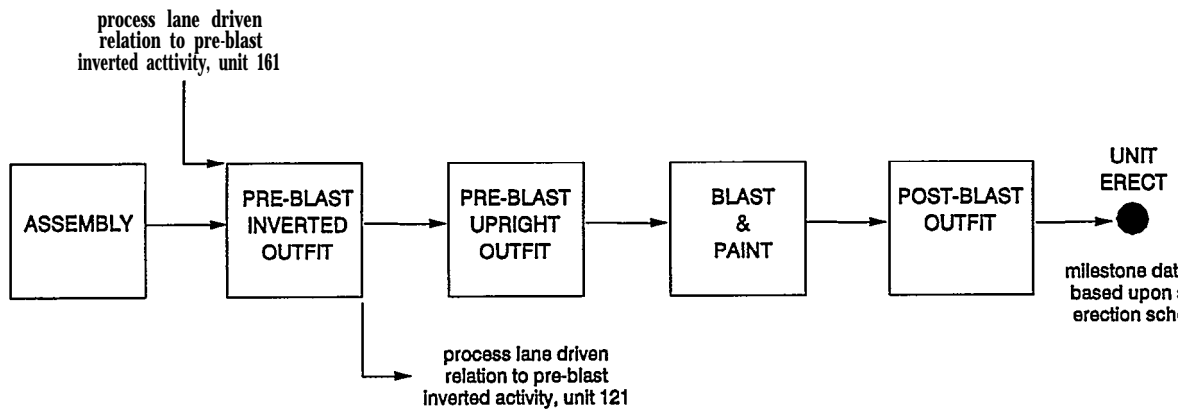 process lane driven
relation to pre-blast
inverted acttivity, unit 161
ASSEMBLY
PRE-BLAST
INVERTED
OUTFIT
PRE-BLAST
UPRIGHT
OUTFIT
BLAST
&
PAINT
POST-BLAST
OUTFIT
UNIT
ERECT
milestone dat
based upon
erection sch
process lane driven
relation to pre-blast
inverted activity, unit 121